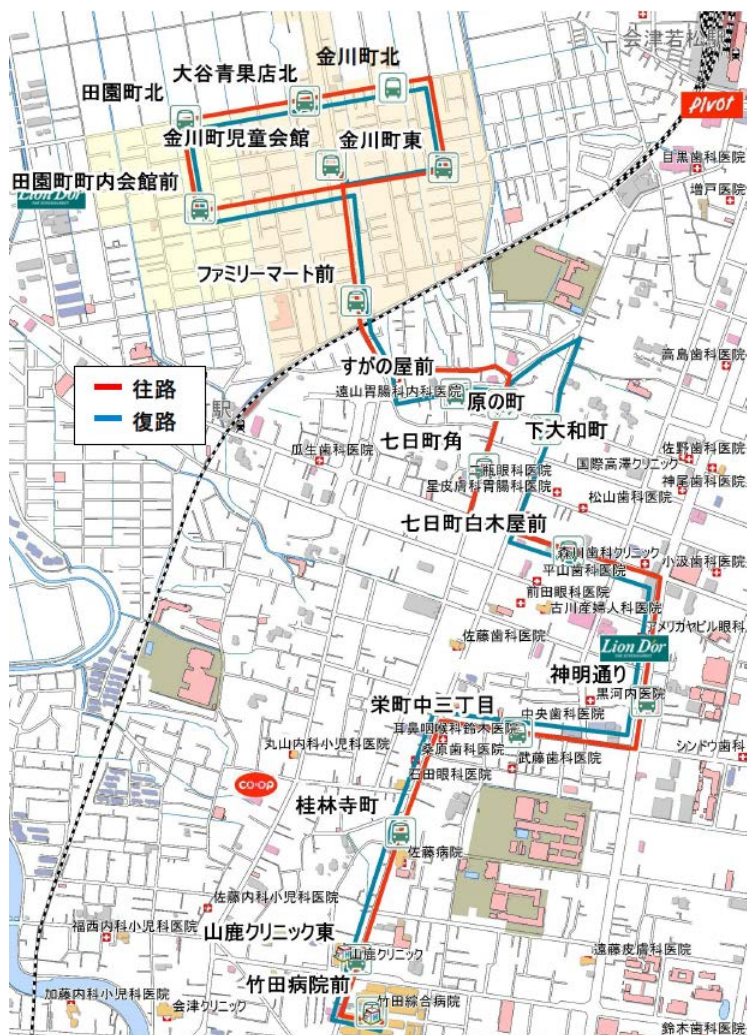 会津若松駅
金川町北
大谷青果店北
田園町北
pivot
金川町児童会館
金川町東
目黒歯科医院
田園町町内会館前
増戸医院
Lion Dor
ファミリーマート前
すがの屋前
高島歯科医院
往路
遠山胃腸科内科医院
原の町
復路
駅
下大和町
七日町角
佐野歯科医院
瓜生歯科医院
国際高澤クリニック
二瓶眼科医院
神尾歯科医院
星皮膚科胃腸科医院
松山歯科医院
七日町白木屋前
森川歯科クリニック
小汲歯科医院
平山歯科医院
前田眼科医院
古川産婦人科医院
アメリカヤビル眼科
佐藤歯科医院
Lion Dor
神明通り
黒河内医院
栄町中三丁目
中央歯科医院
耳鼻咽喉科鈴木医院
シンドウ歯科
丸山内科小児科医院
桑原歯科医院
武藤歯科医院
石田眼科医院
CO・OP
桂林寺町
佐藤病院
佐藤内科小児科医院
福西内科小児科医院
山鹿クリニック東
山鹿クリニック
遠藤皮膚科医院
竹田病院前
加藤内科小児科医院
会津クリニック
竹田綜合病院
鈴木歯科医院